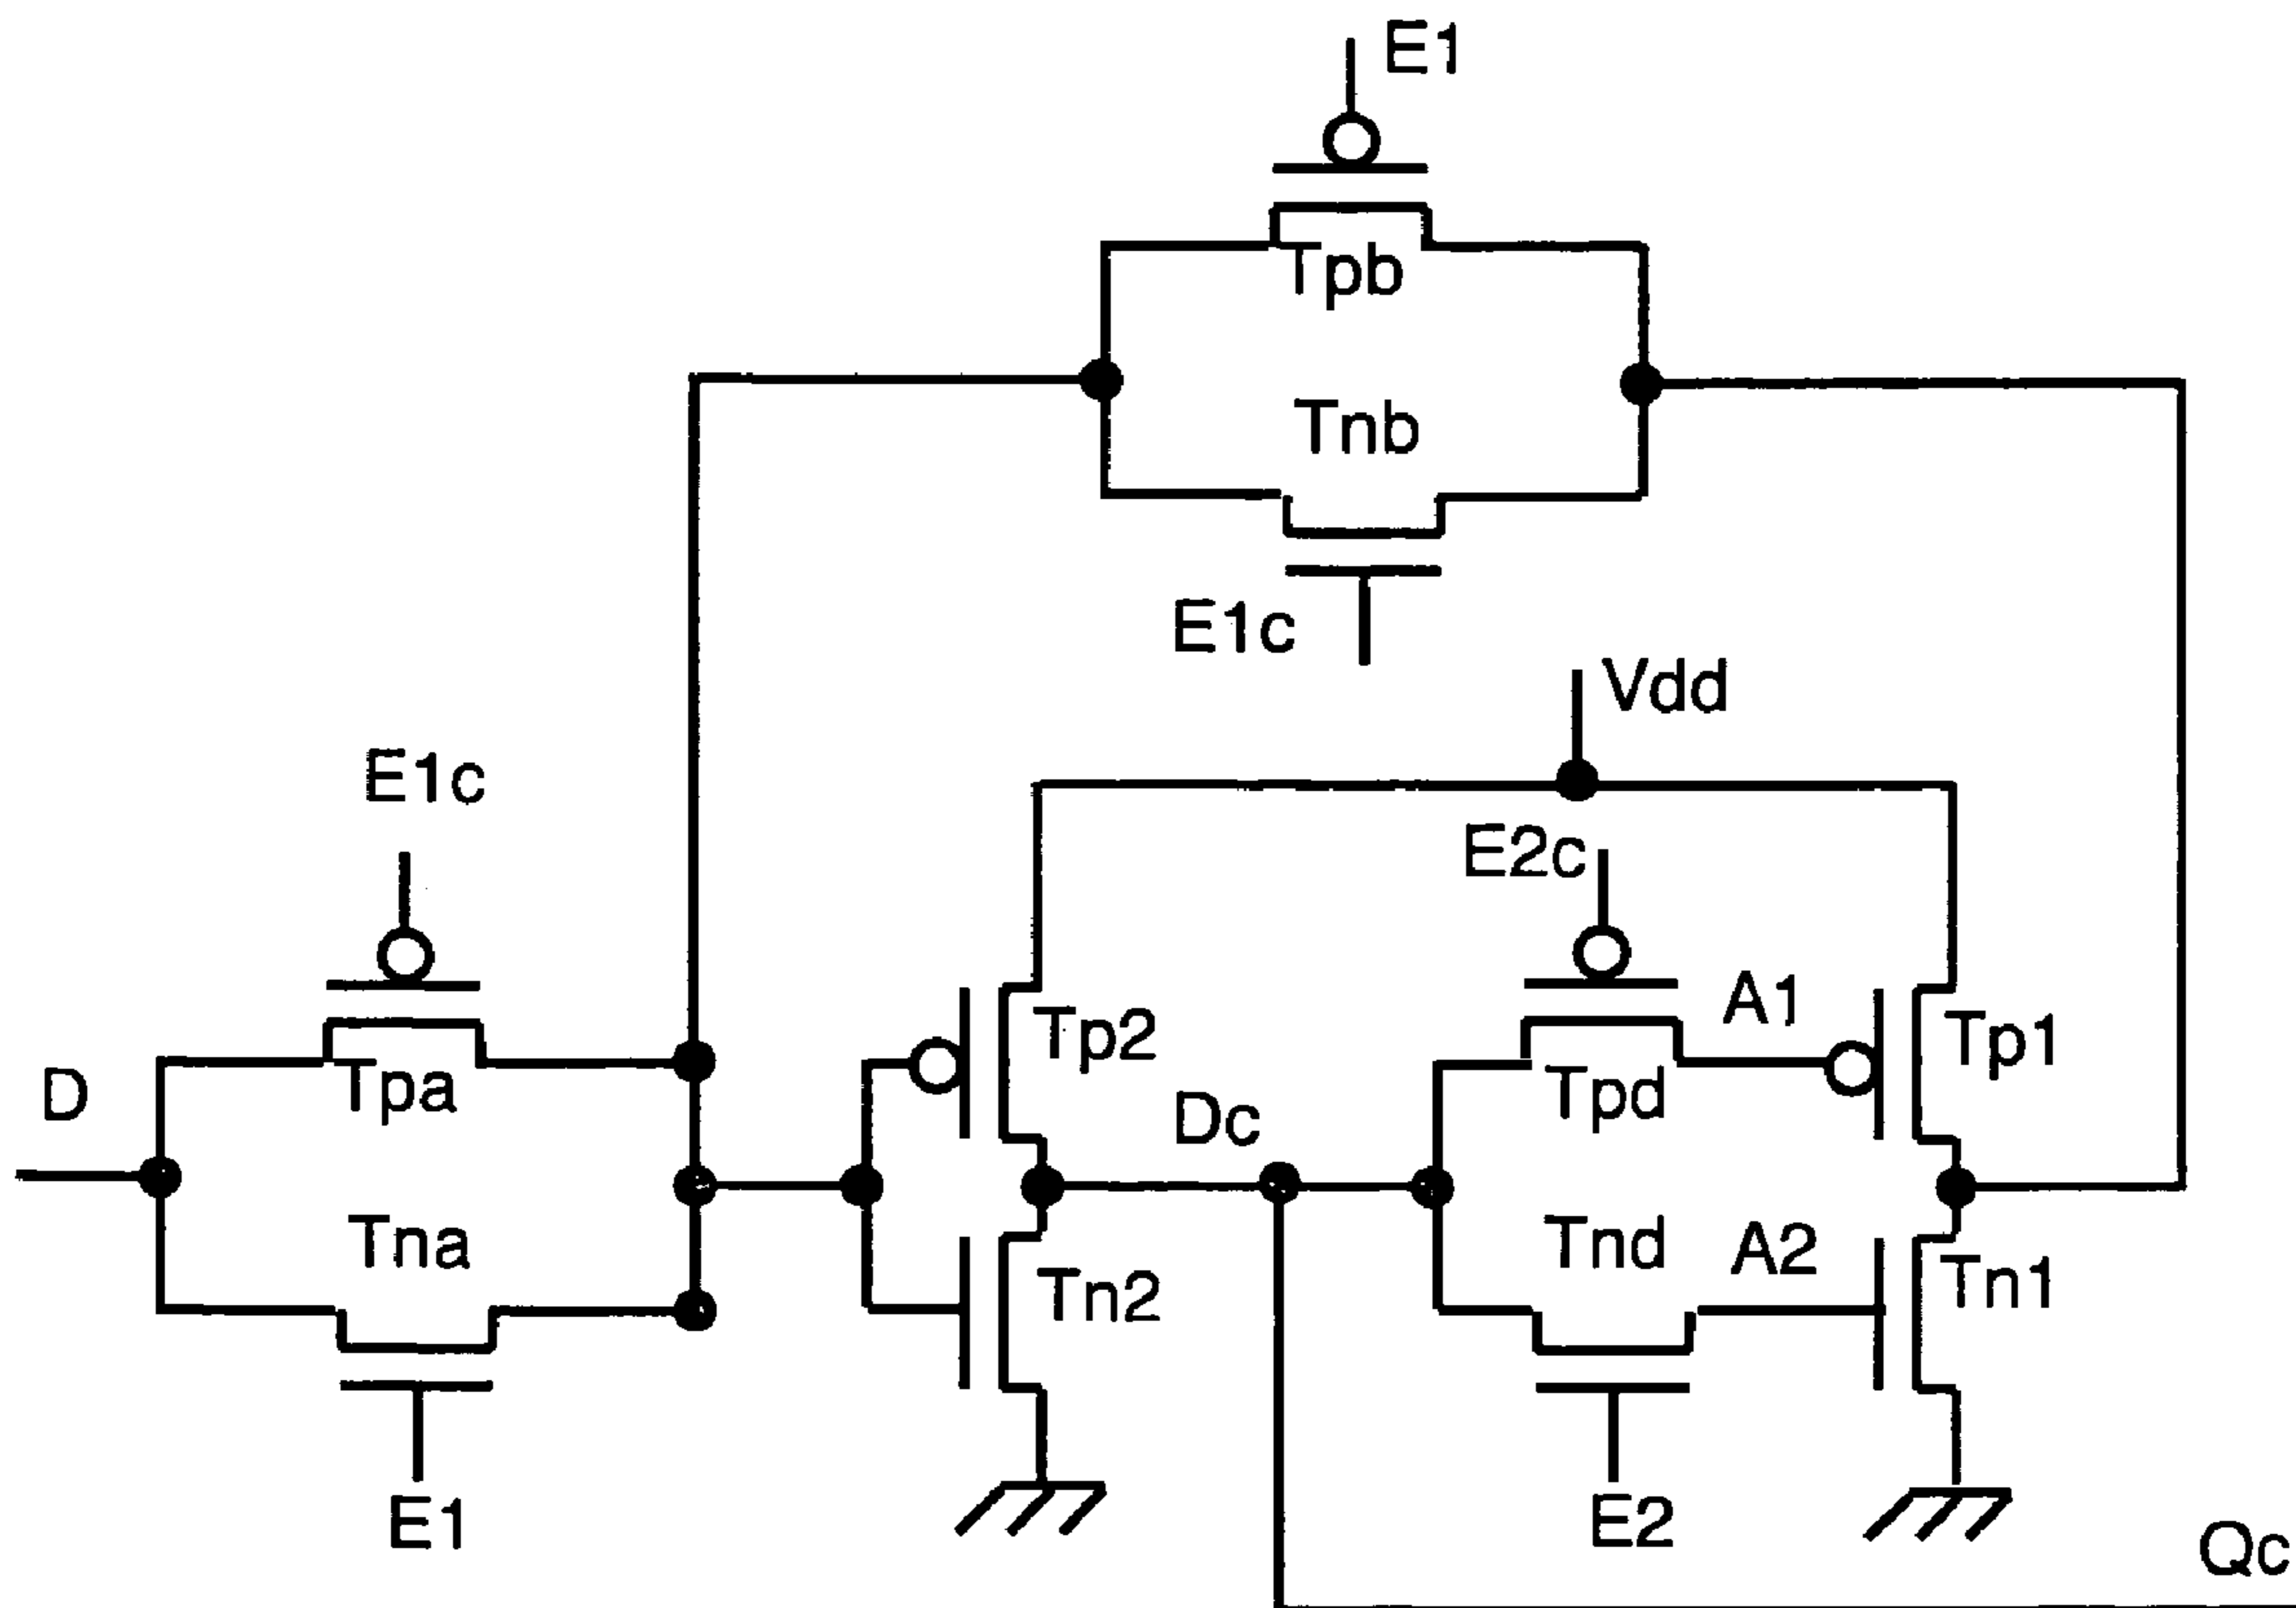 E1
Tpb
Tnb
E1c
Vdd
E1c
E2c
A1
Tp2
Tp1
D
Tpa
Tpd
Dc
Tna
Tnd
A2
Tn2
Tn1
E1
E2
Qc